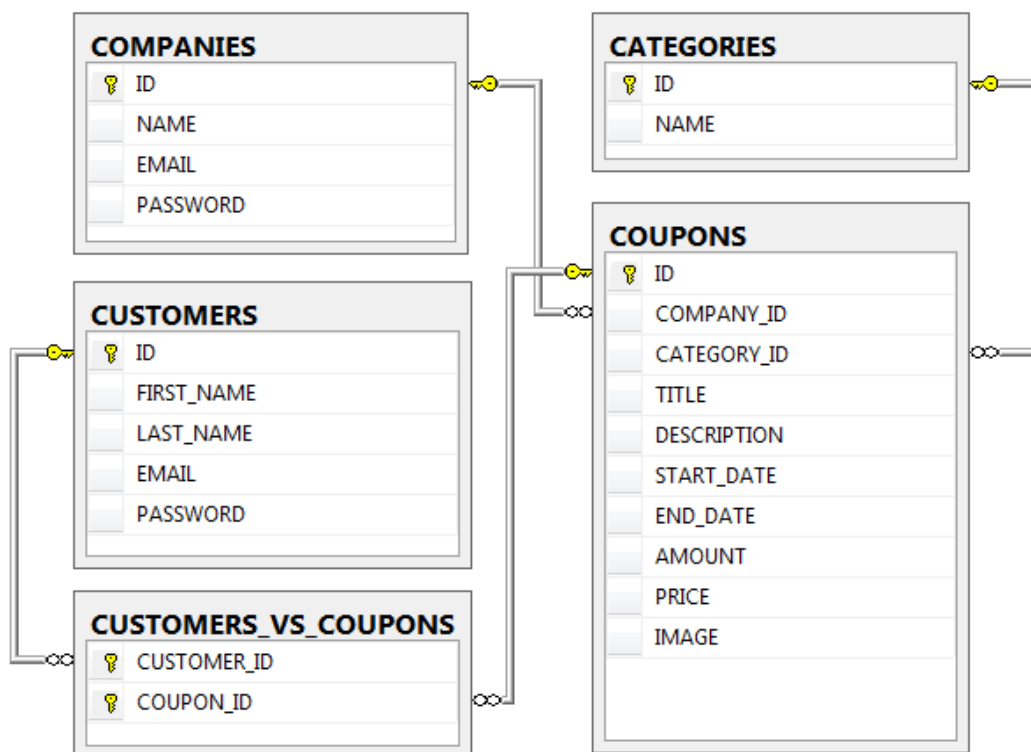 COMPANIES
ID
NAME
EMAIL
PASSWORD
CATEGORIES
ID
NAME
CUSTOMERS
ID
FIRST_NAME
LAST_NAME
EMAIL
PASSWORD
COUPONS
ID
COMPANY_ID
CATEGORY_ID
TITLE
DESCRIPTION
START_DATE
END_DATE
AMOUNT
PRICE
IMAGE
CUSTOMERS_VS_COUPONS
CUSTOMER_ID
COUPON_ID